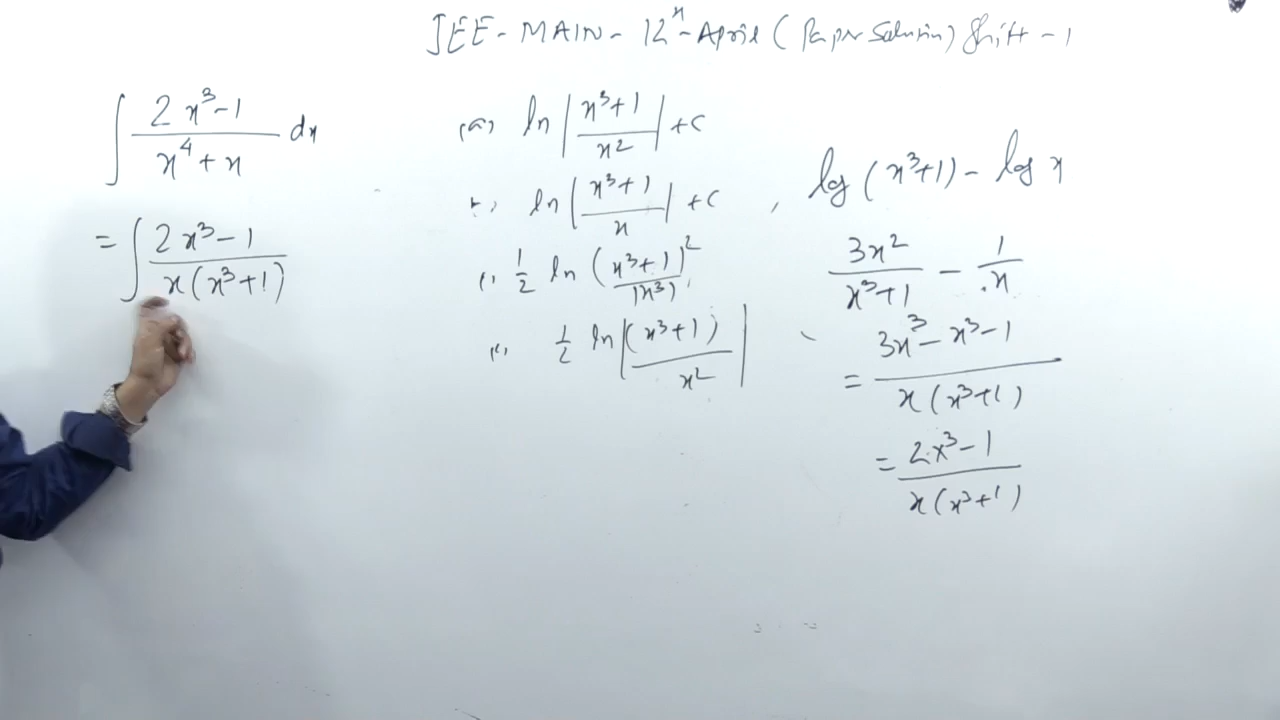 JEE-MAIN-12ᵗʰ-April (Paper Solution) Shift-1
∫ (2x³-1)/(x⁴+x) dx
= ∫ (2x³-1)/(x(x³+1))
(a) ln |(x³+1)/x²| +c
b, ln |(x³+1)/x| +c ,
(, 1/2 ln (x³+1)²/|x³|
1/2 ln |(x³+1)/x²|
log (x³+1) - log x
3x²/(x³+1) - 1/x
= (3x³-x³-1)/(x(x³+1))
= (2x³-1)/(x(x³+1))